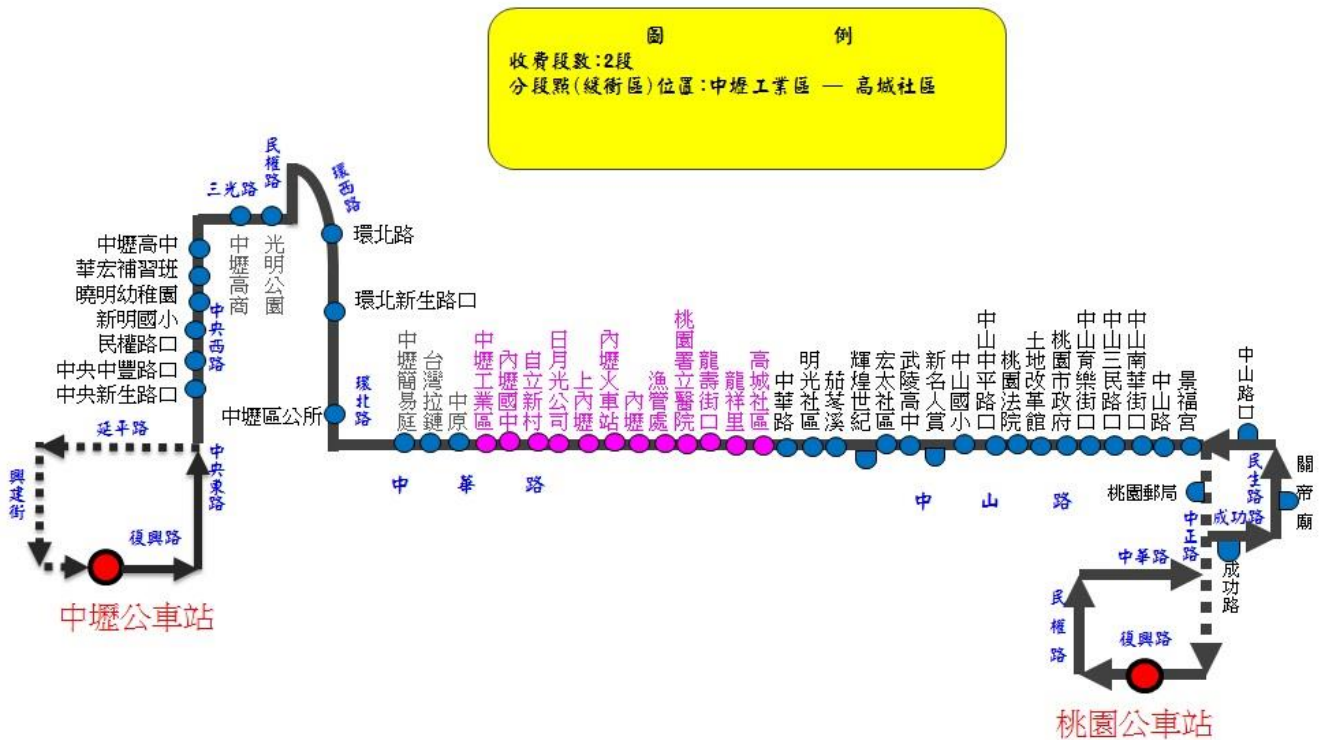 圖 例
收費段數:2段
分段點(緩衝區)位置:中壢工業區 — 高城社區
民權路
三光路
環西路
中壢高中
華宏補習班
曉明幼稚園
新明國小
民權路口
中央中豐路口
中央新生路口
中央西路
中壢高商
光明公園
環北路
環北新生路口
中壢區公所
環北路
延平路
興建街
復興路
中央東路
中壢公車站
中壢簡易庭
台灣拉鏈
中原
中壢工業區
內壢國中
自立新村
日月光公司
上內壢
內壢火車站
內壢
漁管處
桃園署立醫院
龍壽街口
龍祥里
高城社區
中華路
明光社區
茄苳溪
輝煌世紀
宏太社區
武陵高中
新名人賞
中山國小
中山中平路口
桃園法院
土地改革館
桃園市政府
中山育樂街口
中山三民路口
中山南華街口
中山路
景福宮
中華路
中山路
中山路口
民生路
關帝廟
桃園郵局
中正路
成功路
成功路
中華路
民權路
復興路
桃園公車站